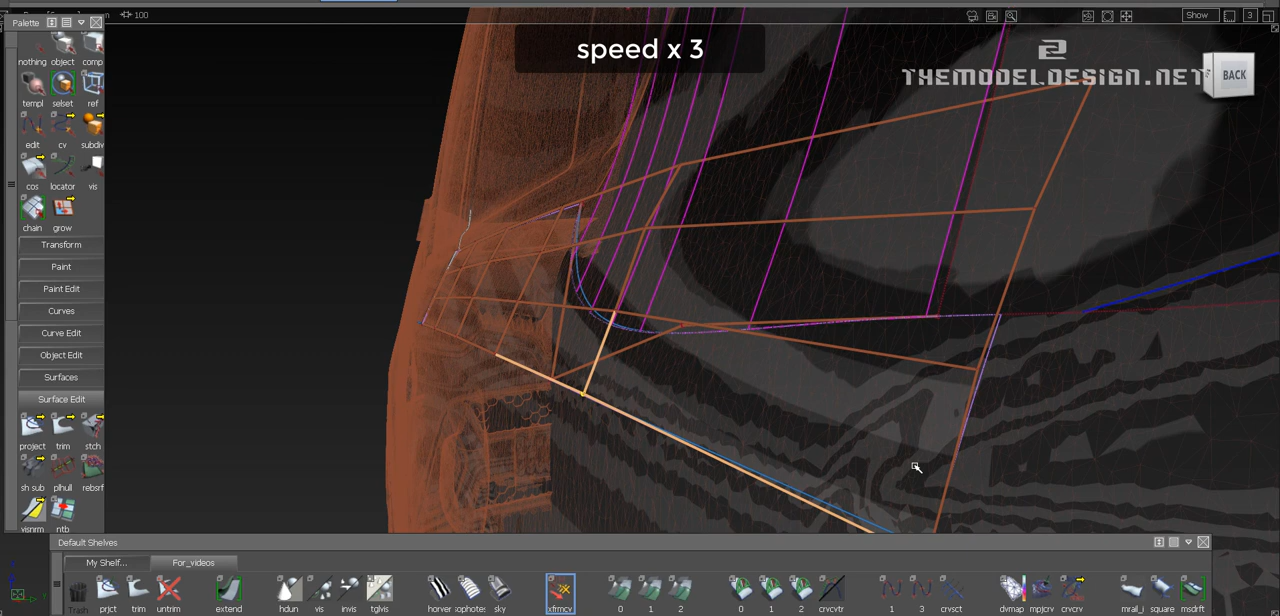 100
Show
3
Palette
speed x 3
THEMODELDESIGN.NET
BACK
nothing object comp
templ selset ref
edit cv subdiv
cos locator vis
chain grow
Transform
Paint
Paint Edit
Curves
Curve Edit
Object Edit
Surfaces
Surface Edit
project trim stch
sh sub plhull rebsrf
visnrm ntb
Default Shelves
My Shelf... For_videos
Trash prjct trim untrim extend hdun vis invis tglvis horver sky xfrmcv 0 1 2 0 1 2 crvcvtr 1 3 crvsct dvmap mpjcrv crvcrv mrail_i square msdrft